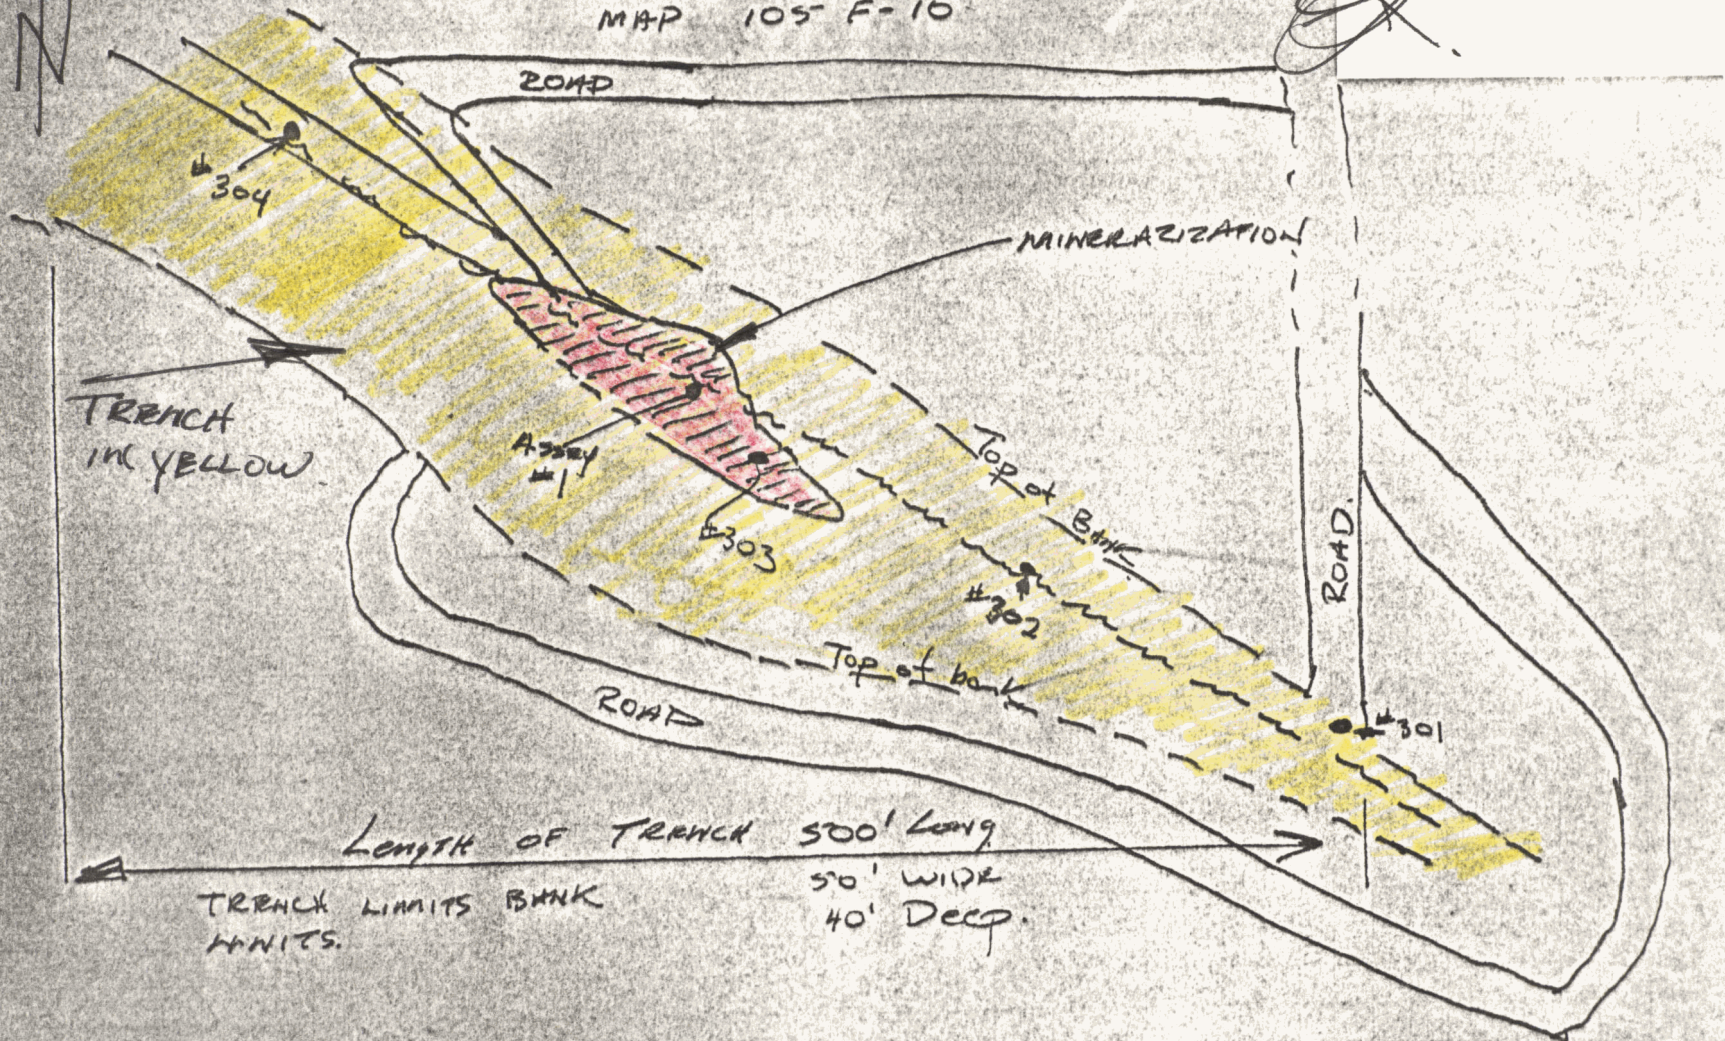 N
MAP 105-F-10
ROAD
#304
MINERAZIZATION
TRENCH
IN YELLOW
Assay
#1
#303
Top of
Bank
#302
ROAD.
Top of bank
ROAD
#301
Length OF TRENCH 500' Long
50' WIDE
40' Deep.
TRENCH LIMITS BANK
LIMITS.